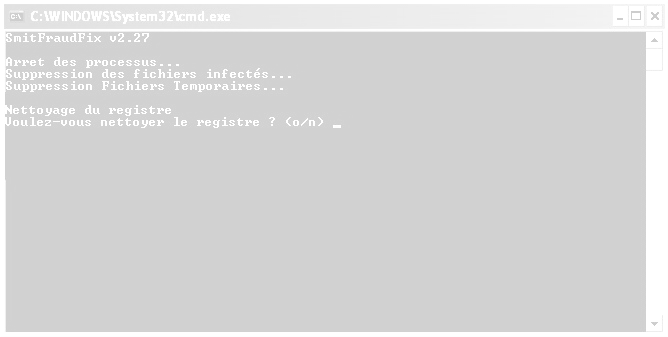 C:\WINDOWS\System32\cmd.exe
SmitFraudFix v2.27
Arret des processus...
Suppression des fichiers infectés...
Suppression Fichiers Temporaires...
Nettoyage du registre
Voulez-vous nettoyer le registre ? (o/n) _